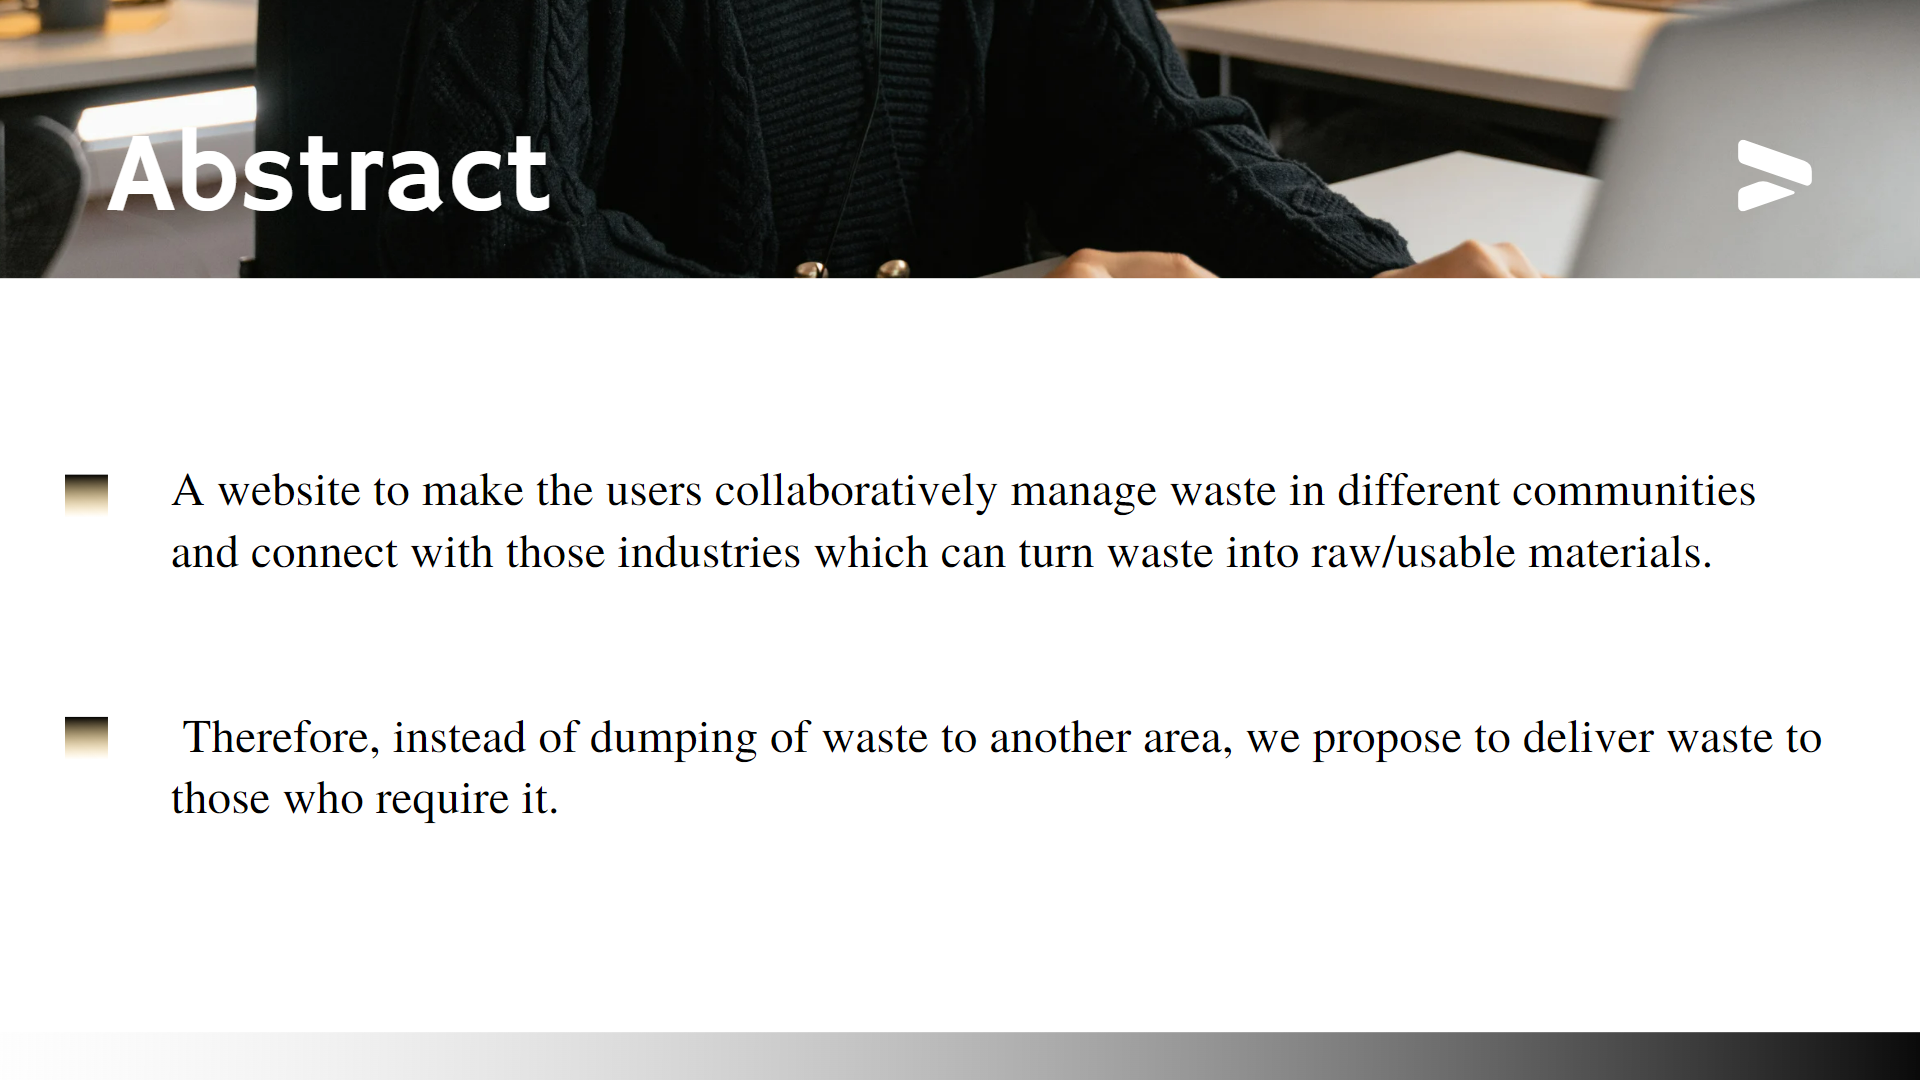 Abstract
A website to make the users collaboratively manage waste in different communities
and connect with those industries which can turn waste into raw/usable materials.
Therefore, instead of dumping of waste to another area, we propose to deliver waste to
those who require it.